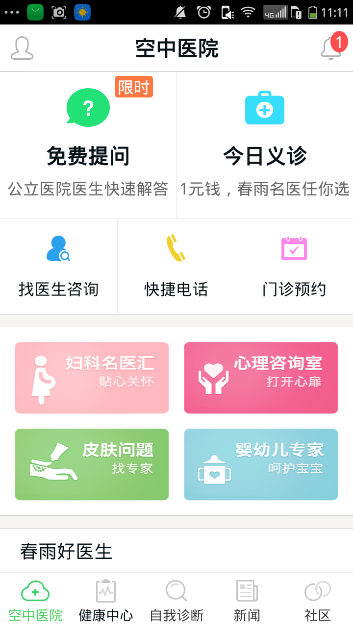 4G
11:11
空中医院
1
限时
免费提问
今日义诊
公立医院医生快速解答
1元钱，春雨名医任你选
找医生咨询
快捷电话
门诊预约
妇科名医汇
贴心关怀
心理咨询室
打开心扉
皮肤问题
找专家
婴幼儿专家
呵护宝宝
春雨好医生
空中医院
健康中心
自我诊断
新闻
社区